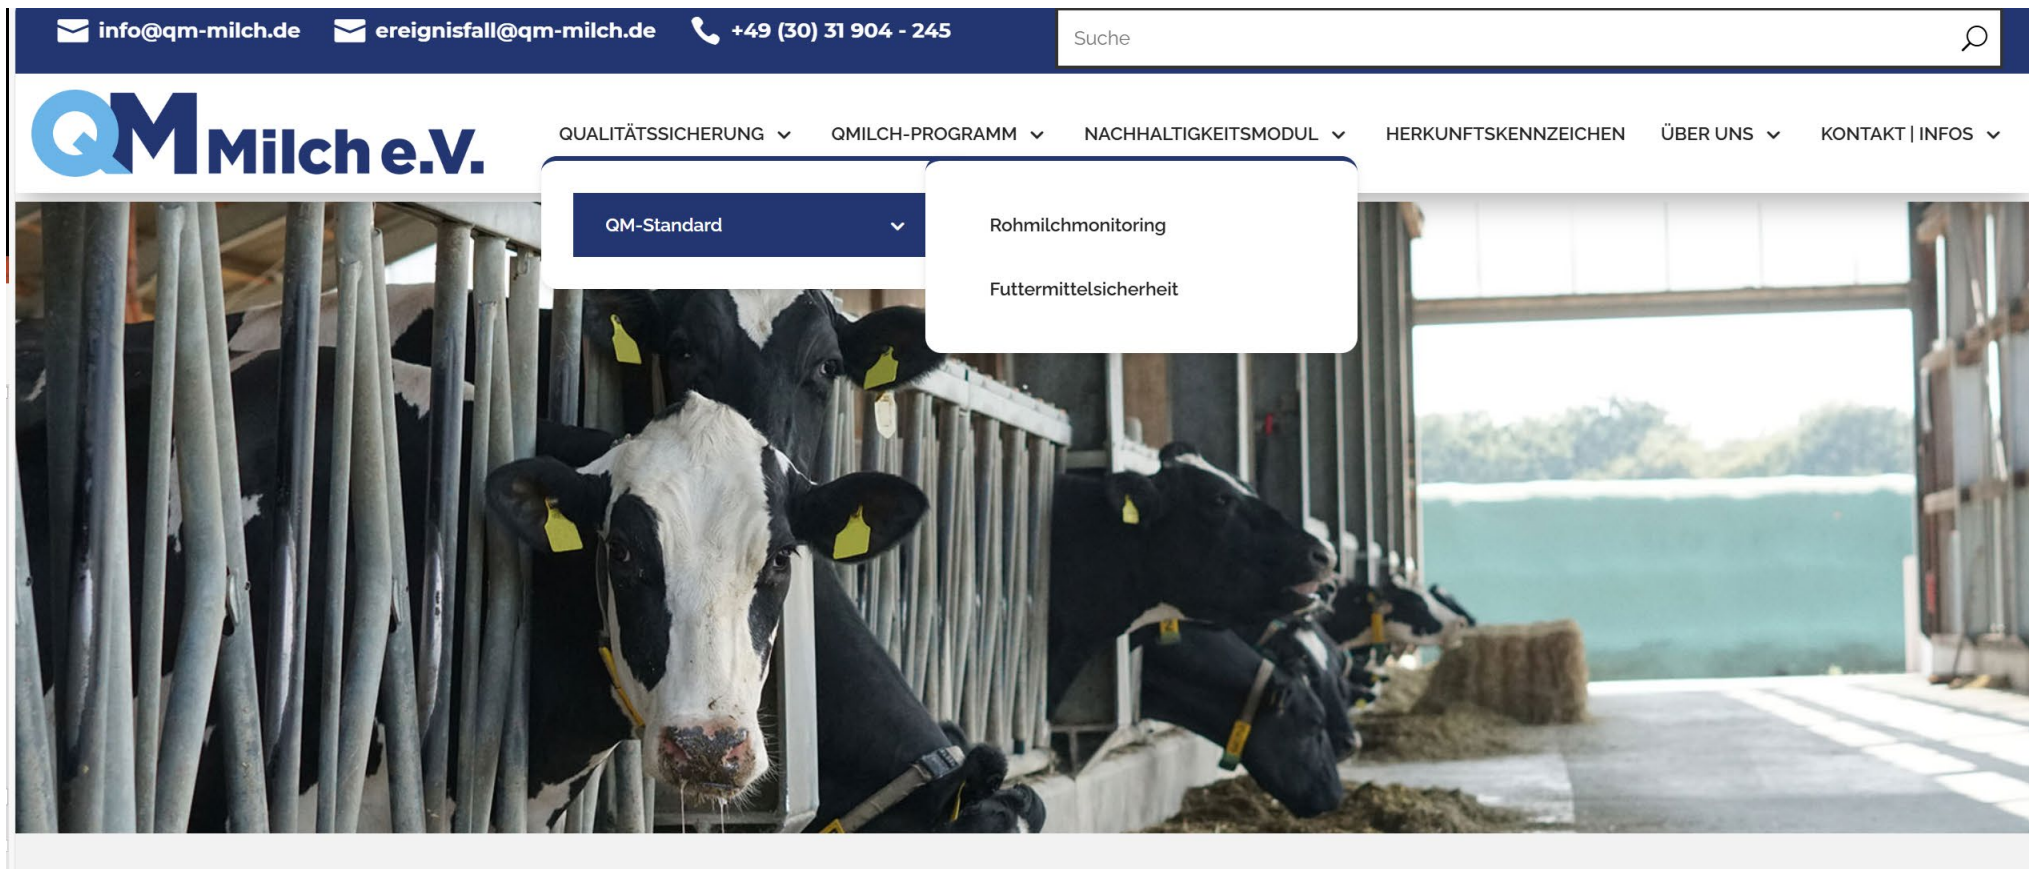 info@qm-milch.de ereignisfall@qm-milch.de +49 (30) 31 904 - 245 Suche
QM Milch e.V.
QUALITÄTSSICHERUNG QMILCH-PROGRAMM NACHHALTIGKEITSMODUL HERKUNFTSKENNZEICHEN ÜBER UNS KONTAKT | INFOS
QM-Standard Rohmilchmonitoring
Futtermittelsicherheit